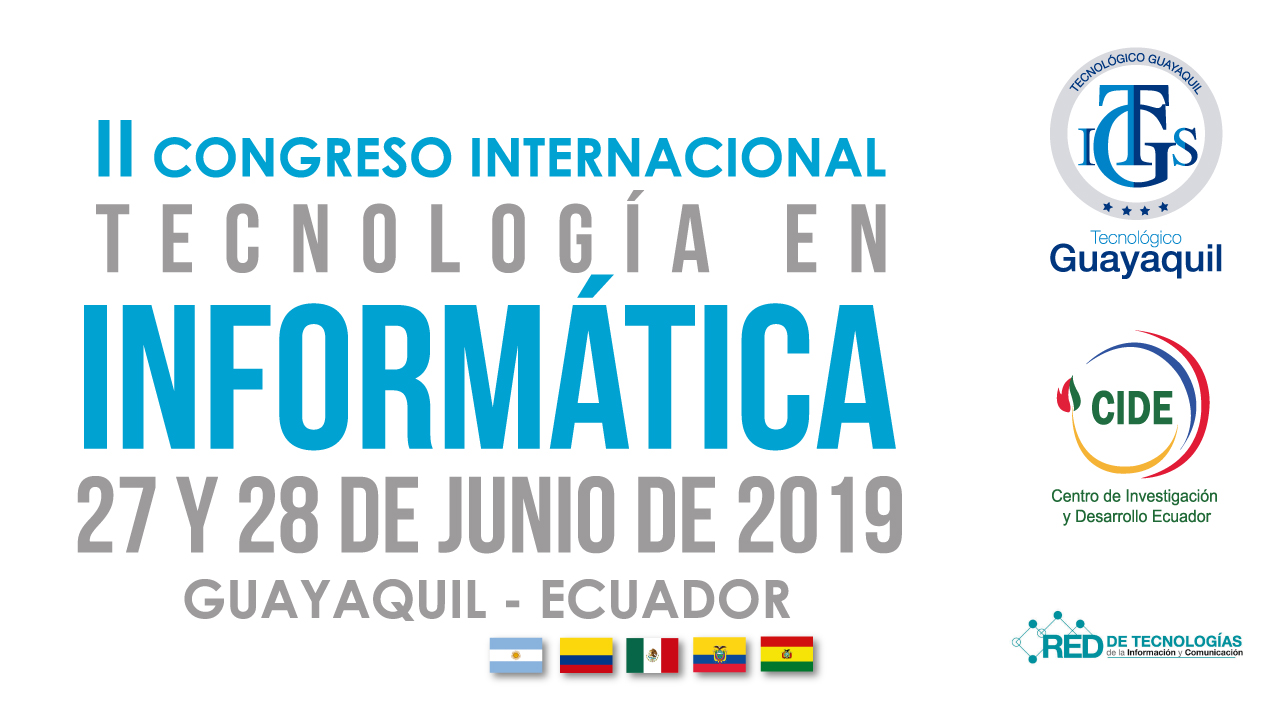 II CONGRESO INTERNACIONAL
TECNOLOGÍA EN
INFORMÁTICA
27 Y 28 DE JUNIO DE 2019
GUAYAQUIL - ECUADOR
TECNOLÓGICO GUAYAQUIL
ITGS
Tecnológico
Guayaquil
CIDE
Centro de Investigación
y Desarrollo Ecuador
RED DE TECNOLOGÍAS
de la Información y Comunicación